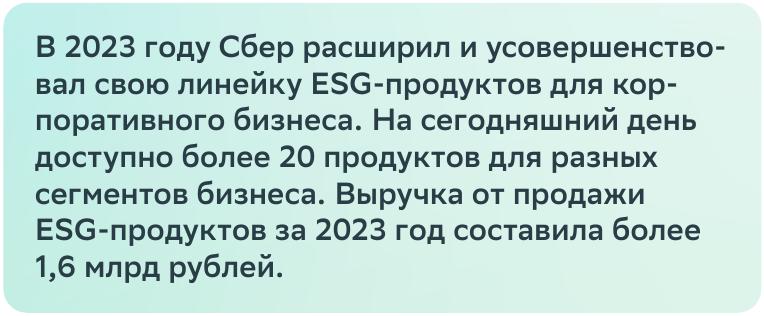 В 2023 году Сбер расширил и усовершенство-
вал свою линейку ESG-продуктов для кор-
поративного бизнеса. На сегодняшний день
доступно более 20 продуктов для разных
сегментов бизнеса. Выручка от продажи
ESG-продуктов за 2023 год составила более
1,6 млрд рублей.